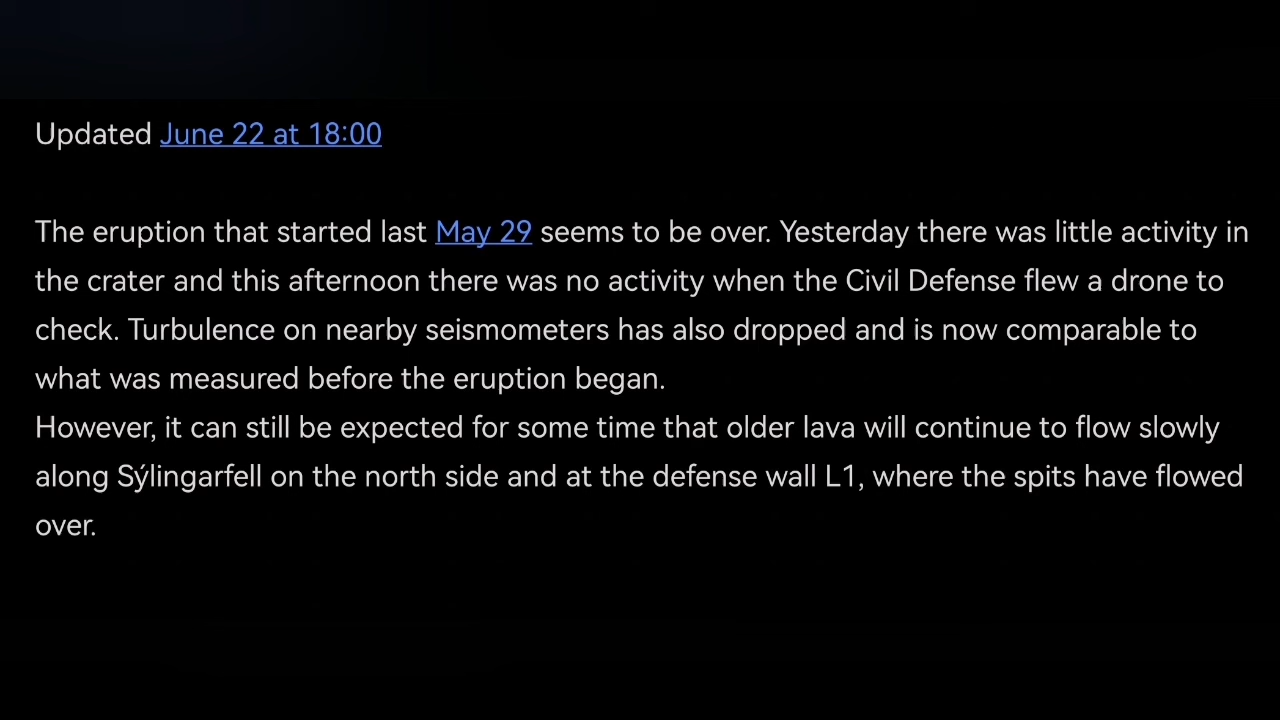 Updated June 22 at 18:00
The eruption that started last May 29 seems to be over. Yesterday there was little activity in
the crater and this afternoon there was no activity when the Civil Defense flew a drone to
check. Turbulence on nearby seismometers has also dropped and is now comparable to
what was measured before the eruption began.
However, it can still be expected for some time that older lava will continue to flow slowly
along Sýlingarfell on the north side and at the defense wall L1, where the spits have flowed
over.